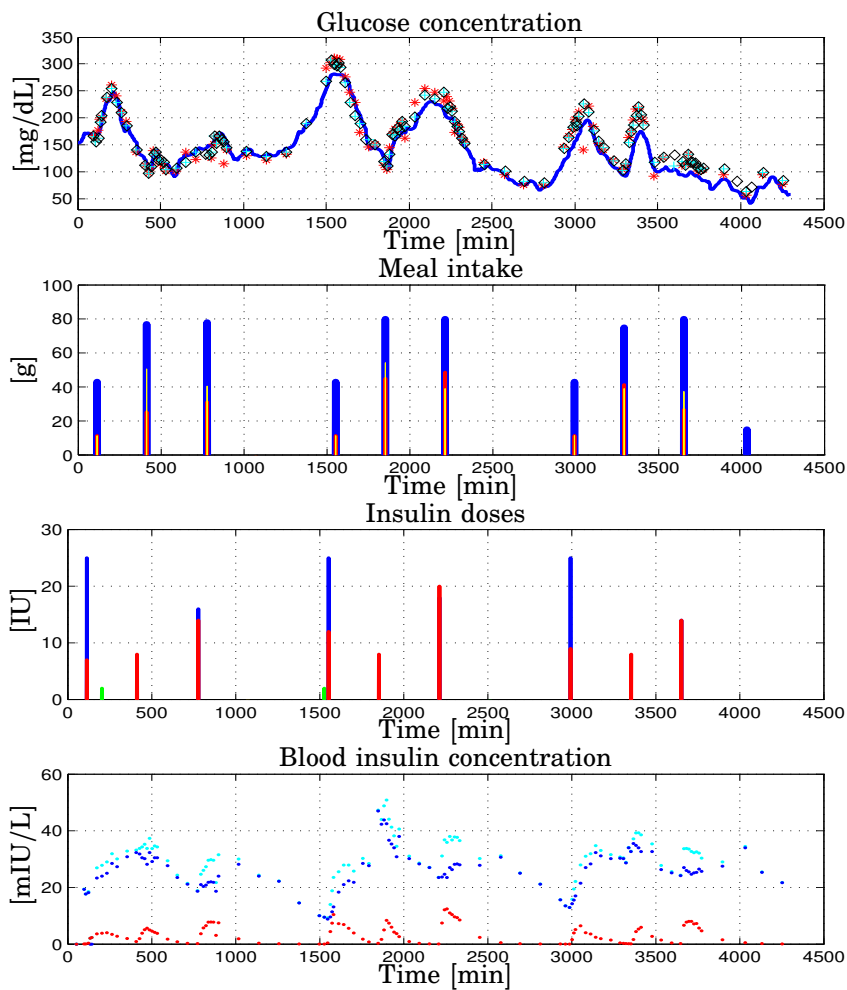 Glucose concentration
[mg/dL]
350
300
250
200
150
100
50
0 500 1000 1500 2000 2500 3000 3500 4000 4500
Time [min]
Meal intake
[g]
100
80
60
40
20
0
0 500 1000 1500 2000 2500 3000 3500 4000 4500
Time [min]
Insulin doses
[IU]
30
20
10
0
0 500 1000 1500 2000 2500 3000 3500 4000 4500
Time [min]
Blood insulin concentration
[mIU/L]
60
40
20
0
0 500 1000 1500 2000 2500 3000 3500 4000 4500
Time [min]